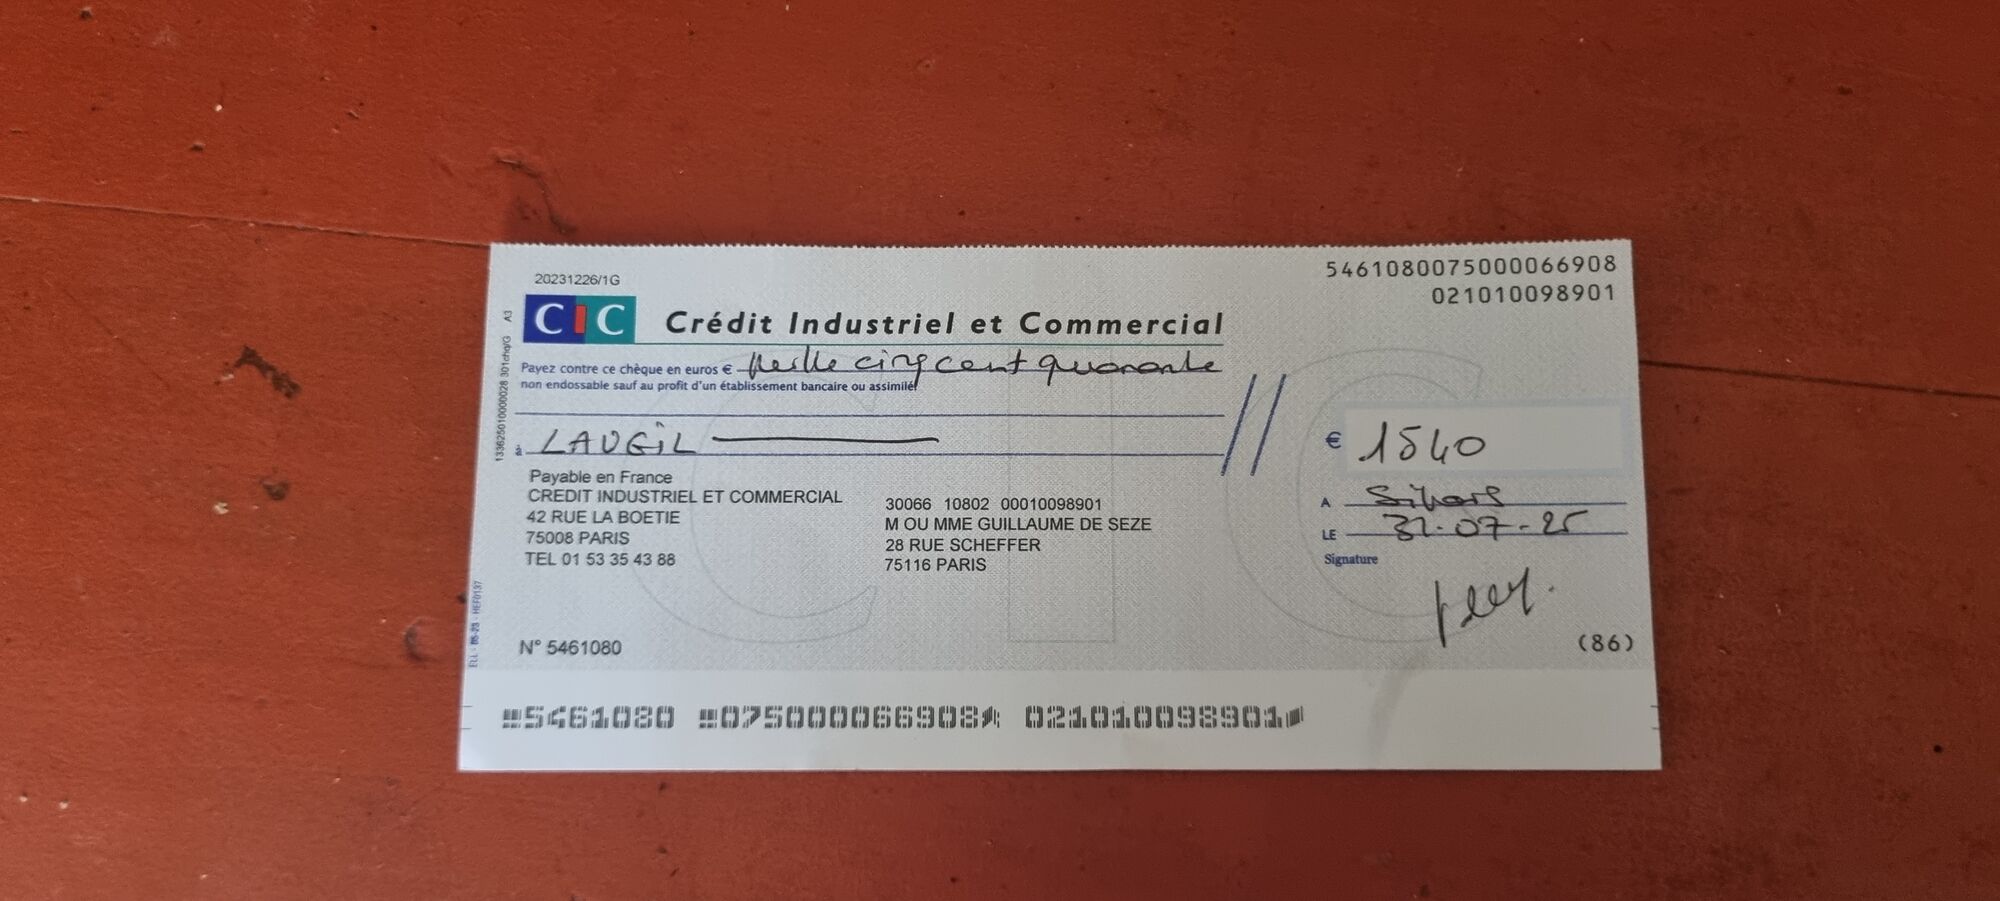 5461080075000066908
021010098901
20231226/1G
CIC Crédit Industriel et Commercial
Payez contre ce chèque en euros € Mille cinq cent quarante
non endossable sauf au profit d'un établissement bancaire ou assimilé
à LAUGIL
€ 1540
Payable en France
CREDIT INDUSTRIEL ET COMMERCIAL
42 RUE LA BOETIE
75008 PARIS
TEL 01 53 35 43 88
30066 10802 00010098901
M OU MME GUILLAUME DE SEZE
28 RUE SCHEFFER
75116 PARIS
A
LE 31-07-25
Signature
(86)
N° 5461080
5461080 075000066908 021010098901
133625010000028 301chq/G A3